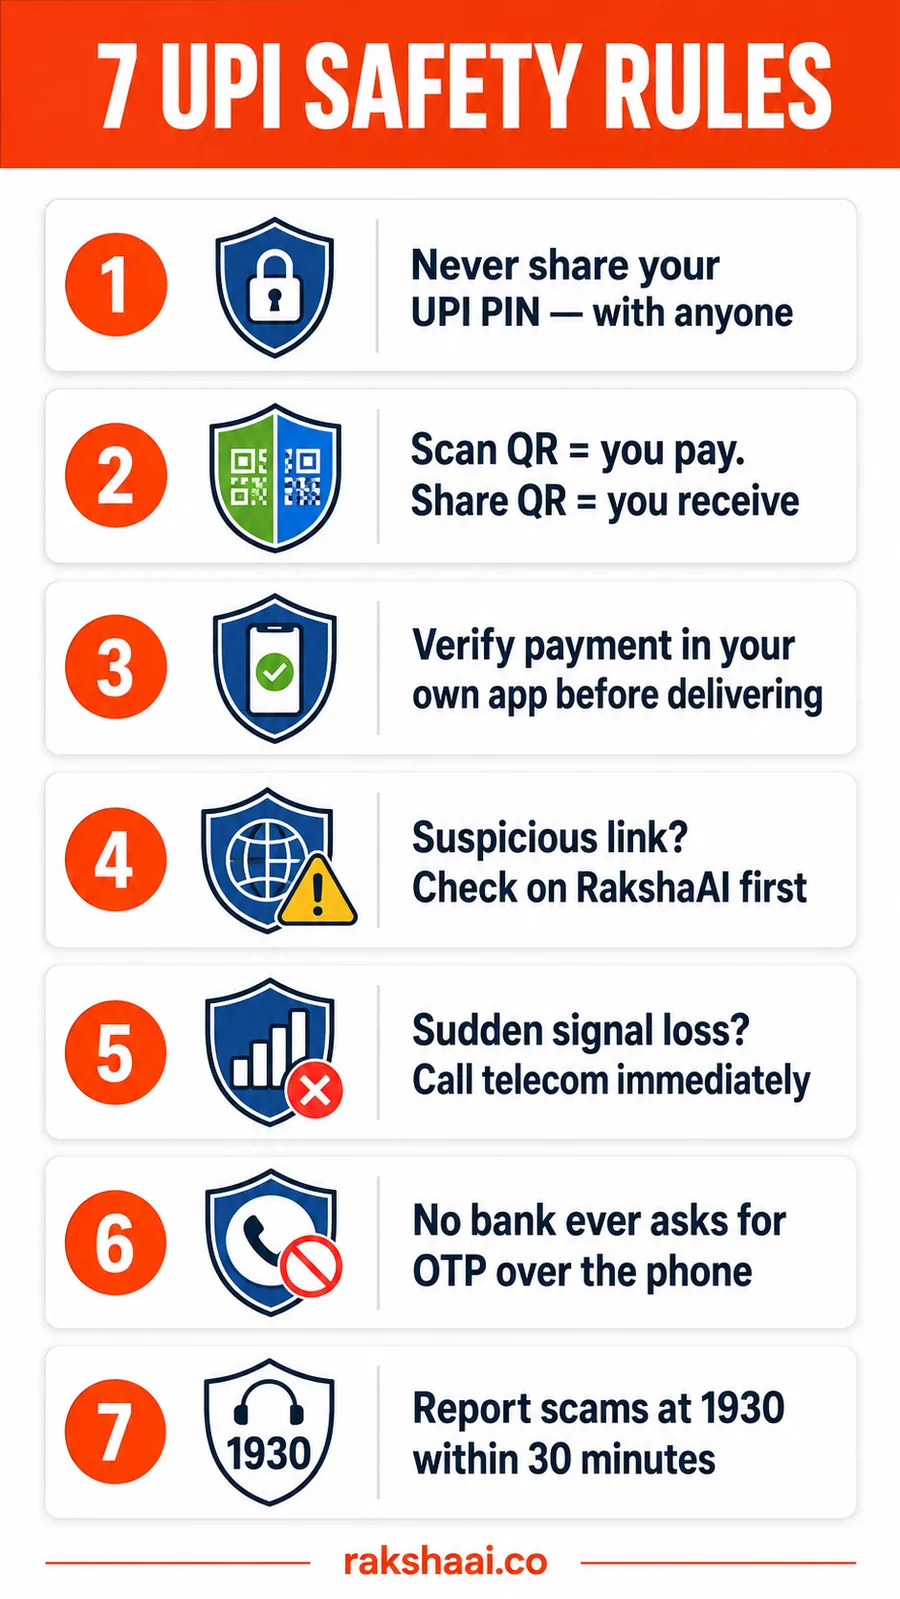 7 UPI SAFETY RULES
1
Never share your
UPI PIN — with anyone
2
Scan QR = you pay.
Share QR = you receive
3
Verify payment in your
own app before delivering
4
Suspicious link?
Check on RakshaAI first
5
Sudden signal loss?
Call telecom immediately
6
No bank ever asks for
OTP over the phone
7
1930
Report scams at 1930
within 30 minutes
rakshaai.co